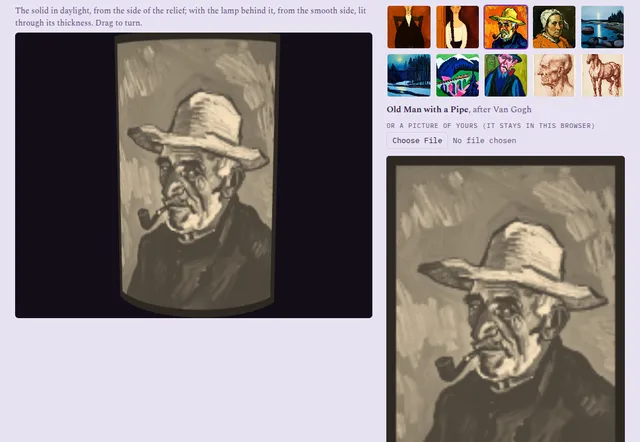 The solid in daylight, from the side of the relief; with the lamp behind it, from the smooth side, lit
through its thickness. Drag to turn.
Old Man with a Pipe, after Van Gogh
OR A PICTURE OF YOURS (IT STAYS IN THIS BROWSER)
Choose File No file chosen